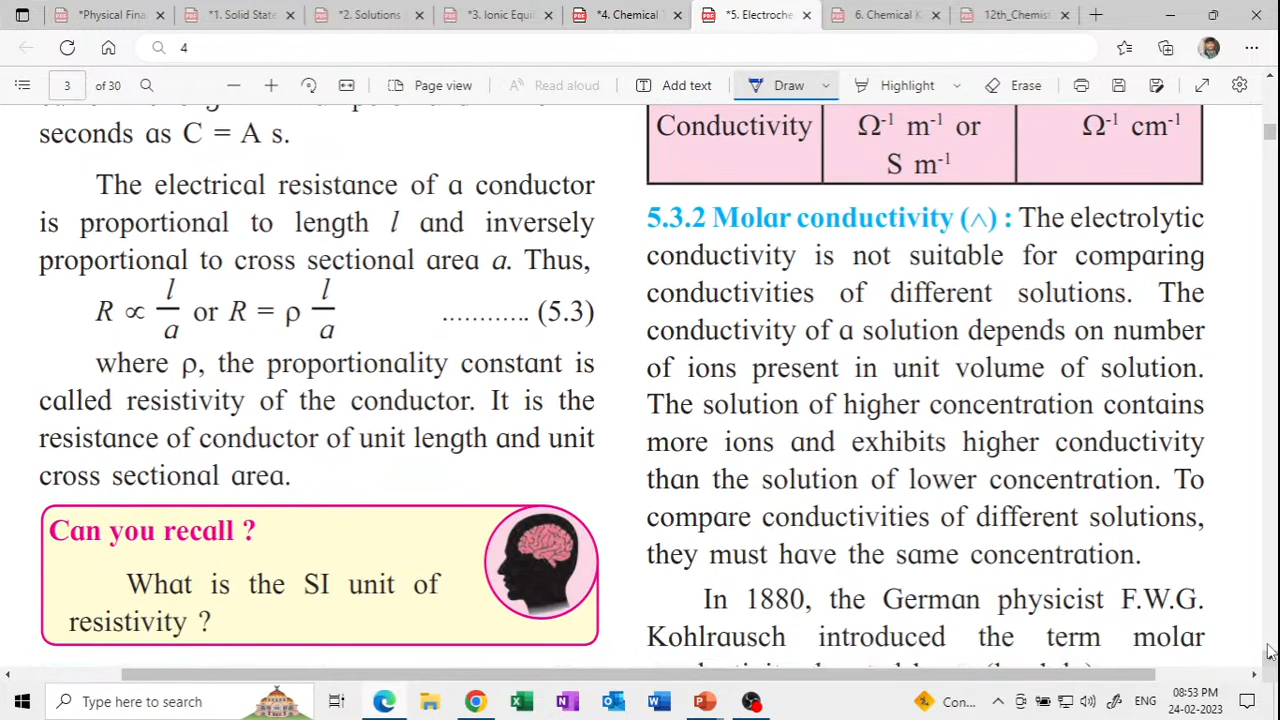 *Physical Fina
*1. Solid State
*2. Solutions
*3. Ionic Equi
*4. Chemical T
*5. Electroche
6. Chemical K
12th_Chemist
4
3
of 30
Page view
Read aloud
Add text
Draw
Highlight
Erase
seconds as C = A s.
The electrical resistance of a conductor
is proportional to length l and inversely
proportional to cross sectional area a. Thus,
R ∝ l/a or R = ρ l/a ........... (5.3)
where ρ, the proportionality constant is
called resistivity of the conductor. It is the
resistance of conductor of unit length and unit
cross sectional area.
Can you recall ?
What is the SI unit of
resistivity ?
Conductivity
Ω⁻¹ m⁻¹ or
S m⁻¹
Ω⁻¹ cm⁻¹
5.3.2 Molar conductivity (∧) : The electrolytic
conductivity is not suitable for comparing
conductivities of different solutions. The
conductivity of a solution depends on number
of ions present in unit volume of solution.
The solution of higher concentration contains
more ions and exhibits higher conductivity
than the solution of lower concentration. To
compare conductivities of different solutions,
they must have the same concentration.
In 1880, the German physicist F.W.G.
Kohlrausch introduced the term molar
Type here to search
Con...
ENG
08:53 PM
24-02-2023